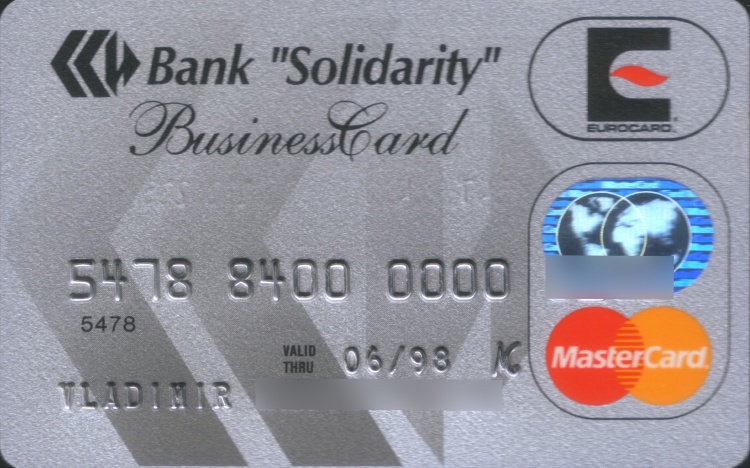 Bank "Solidarity"
BusinessCard
EUROCARD®
5478 8400 0000
5478
VALID THRU 06/98
VLADIMIR
MasterCard